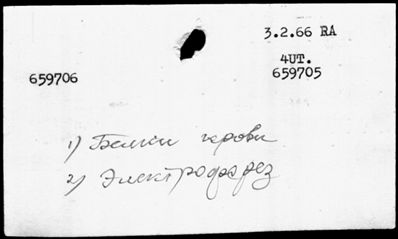 3.2.66 RA
4UT.
659706
659705
1) Белки крови
2) Электрофорез